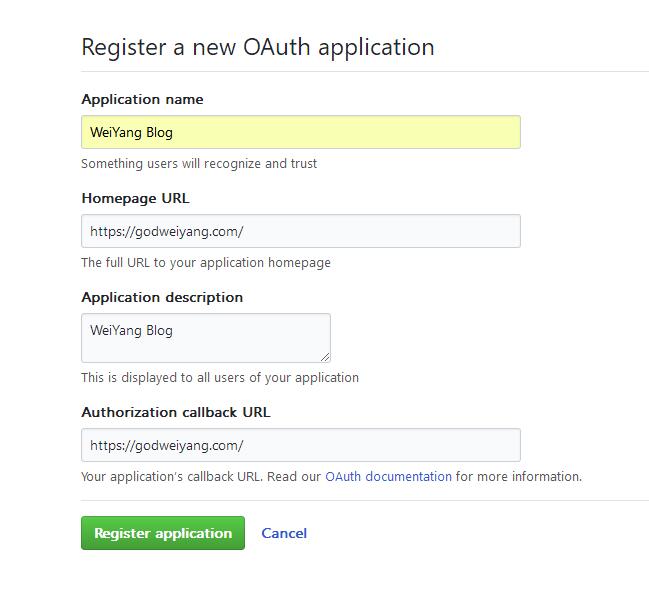 Register a new OAuth application
Application name
WeiYang Blog
Something users will recognize and trust
Homepage URL
https://godweiyang.com/
The full URL to your application homepage
Application description
WeiYang Blog
This is displayed to all users of your application
Authorization callback URL
https://godweiyang.com/
Your application's callback URL. Read our OAuth documentation for more information.
Register application Cancel